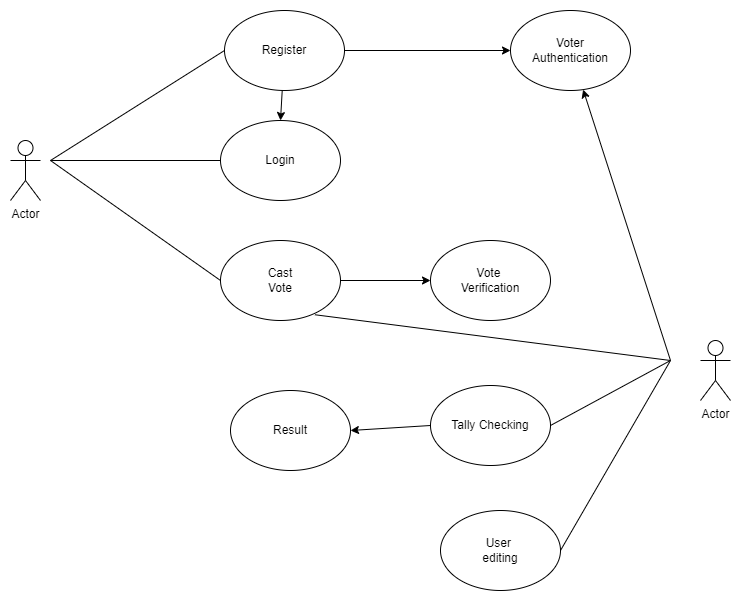 Register
Voter
Authentication
Login
Actor
Cast
Vote
Vote
Verification
Actor
Result
Tally Checking
User
editing